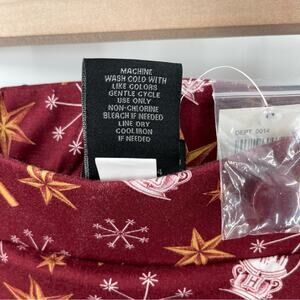 MACHINE
WASH COLD WITH
LIKE COLORS
GENTLE CYCLE
USE ONLY
NON-CHLORINE
BLEACH IF NEEDED
LINE DRY
COOL IRON
IF NEEDED
DEPT 0014
H
H